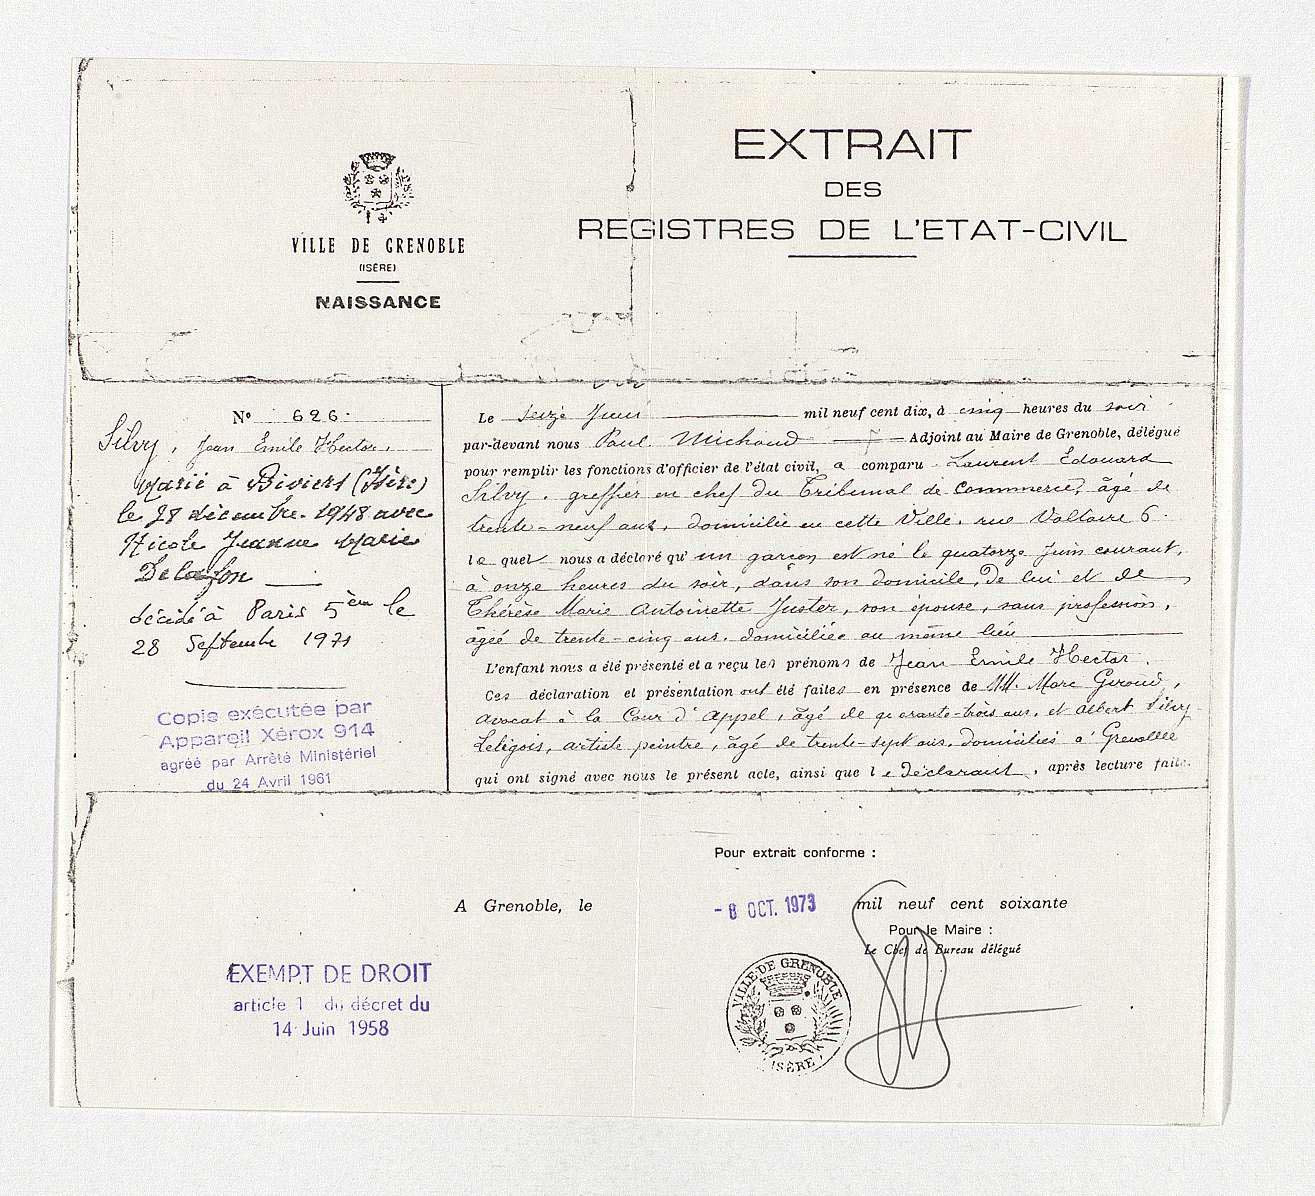 VILLE DE GRENOBLE
(ISÈRE)
NAISSANCE
EXTRAIT
DES
REGISTRES DE L'ETAT-CIVIL
N° 626.
Silvy, Jean Emile Hector.
Marié à Biviers (Isère)
le 28 décembre 1948 avec
Nicole Jeanne Marie
Delafon
décédé à Paris 5ème le
28 Septembre 1971
Copie exécutée par
Appareil Xérox 914
agréé par Arrêté Ministériel
du 24 Avril 1961
Le seize Juin mil neuf cent dix, à cinq heures du soir
par-devant nous Paul Michoud Adjoint au Maire de Grenoble, délégué
pour remplir les fonctions d'officier de l'état civil, a comparu Laurent Edouard
Silvy, greffier en chef du Tribunal de Commerce, âgé de
trente-neuf ans, domicilié en cette Ville, rue Voltaire 6.
le quel nous a déclaré qu'un garçon est né le quatorze Juin courant,
à onze heures du soir, dans son domicile, de lui et de
Thérèse Marie Antoinette Juster, son épouse, sans profession,
âgée de trente-cinq ans, domiciliée au même lieu
L'enfant nous a été présenté et a reçu les prénoms de Jean Emile Hector.
Ces déclaration et présentation ont été faites en présence de MM. Marc Giroud,
avocat à la Cour d'Appel, âgé de quarante-trois ans, et Albert Silvy
Leligois, artiste peintre, âgé de trente-sept ans, domiciliés à Grenoble
qui ont signé avec nous le présent acte, ainsi que le déclarant, après lecture faite.
Pour extrait conforme :
A Grenoble, le - 8 OCT. 1973 mil neuf cent soixante
Pour le Maire :
Le Chef de Bureau délégué
EXEMPT DE DROIT
article 1 du décret du
14 Juin 1958
VILLE DE GRENOBLE
ISÈRE